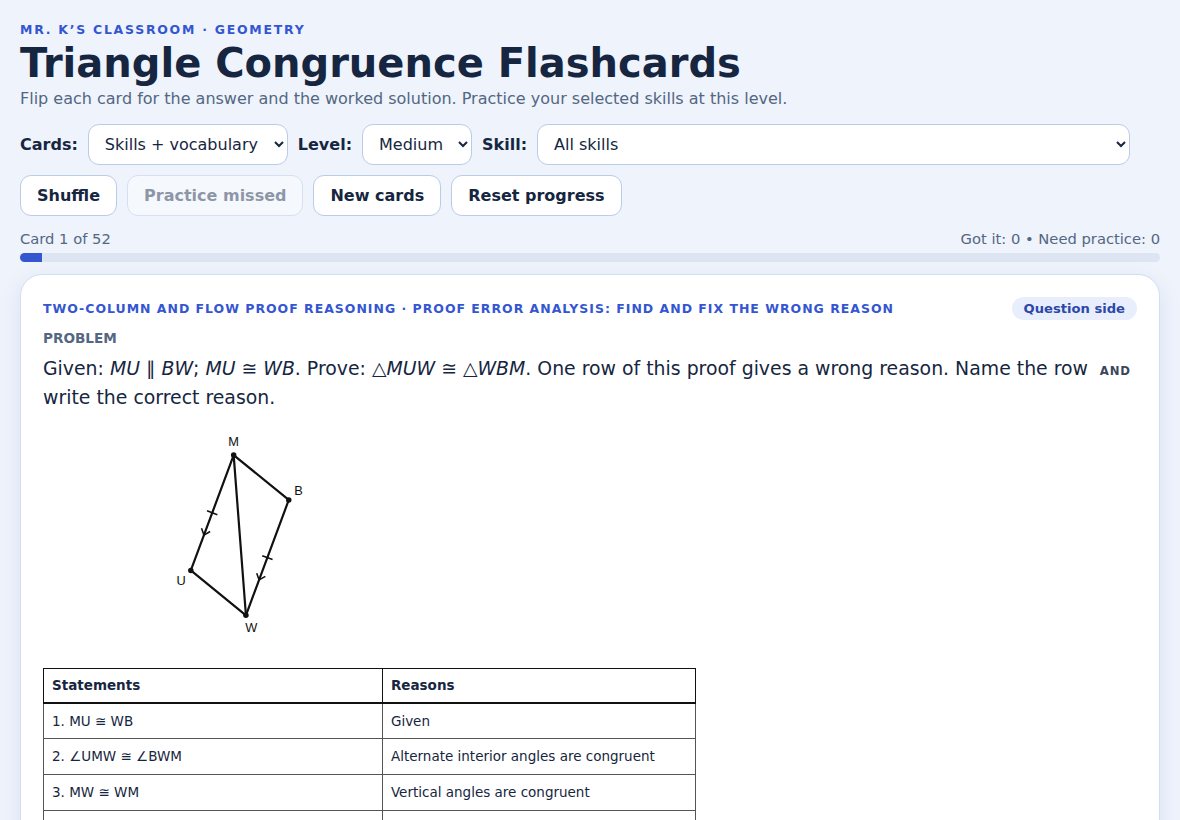 MR. K’S CLASSROOM · GEOMETRY
Triangle Congruence Flashcards
Flip each card for the answer and the worked solution. Practice your selected skills at this level.
Cards: Skills + vocabulary Level: Medium Skill: All skills
Shuffle Practice missed New cards Reset progress
Card 1 of 52 Got it: 0 • Need practice: 0
TWO-COLUMN AND FLOW PROOF REASONING · PROOF ERROR ANALYSIS: FIND AND FIX THE WRONG REASON Question side
PROBLEM
Given: MU ∥ BW; MU ≅ WB. Prove: △MUW ≅ △WBM. One row of this proof gives a wrong reason. Name the row AND
write the correct reason.
M
B
U
W
Statements Reasons
1. MU ≅ WB Given
2. ∠UMW ≅ ∠BWM Alternate interior angles are congruent
3. MW ≅ WM Vertical angles are congruent